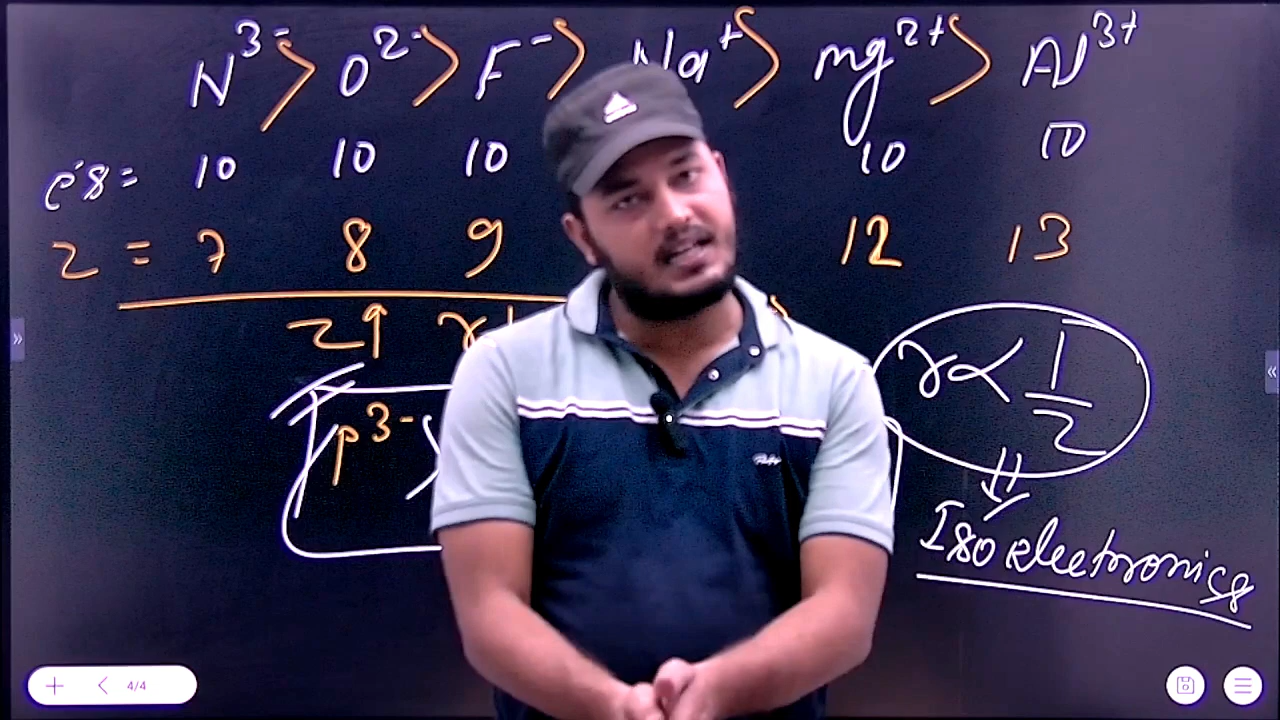 N³⁻ > O²⁻ > F⁻ > Na⁺ > Mg²⁺ > Al³⁺
e⁻s = 10 10 10 10 10
Z = 7 8 9 12 13
Z↑ r
r ∝ 1/Z
P³⁻ >
Isoelectronics
4/4